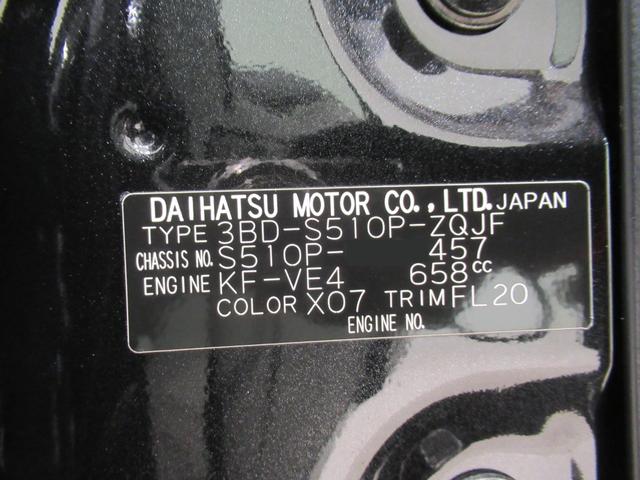 DAIHATSU MOTOR CO., LTD. JAPAN
TYPE 3BD-S510P-ZQJF
CHASSIS NO. S510P- 457
ENGINE KF-VE4 658cc
COLOR X07 TRIM FL20
ENGINE NO.